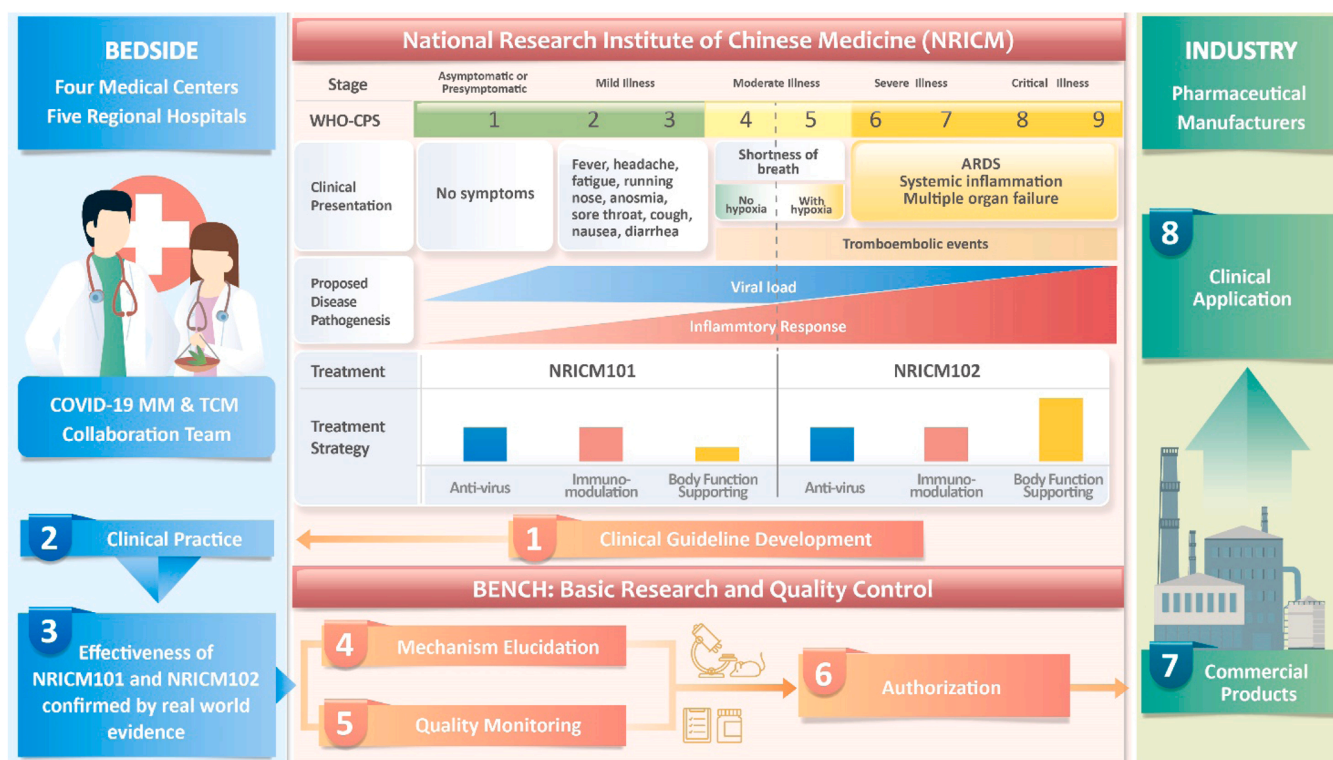 BEDSIDE
Four Medical Centers
Five Regional Hospitals
COVID-19 MM & TCM
Collaboration Team
2
Clinical Practice
3
Effectiveness of
NRICM101 and NRICM102
confirmed by real world
evidence
National Research Institute of Chinese Medicine (NRICM)
Stage
Asymptomatic or
Presymptomatic
Mild Illness
Moderate Illness
Severe Illness
Critical Illness
WHO-CPS
1 2 3 4 5 6 7 8 9
Clinical
Presentation
No symptoms
Fever, headache,
fatigue, running
nose, anosmia,
sore throat, cough,
nausea, diarrhea
Shortness of
breath
No
hypoxia
With
hypoxia
ARDS
Systemic inflammation
Multiple organ failure
Tromboembolic events
Proposed
Disease
Pathogenesis
Viral load
Inflammtory Response
Treatment
NRICM101
NRICM102
Treatment
Strategy
Anti-virus
Immuno-
modulation
Body Function
Supporting
Anti-virus
Immuno-
modulation
Body Function
Supporting
1
Clinical Guideline Development
BENCH: Basic Research and Quality Control
4
Mechanism Elucidation
5
Quality Monitoring
6
Authorization
INDUSTRY
Pharmaceutical
Manufacturers
8
Clinical
Application
7
Commercial
Products